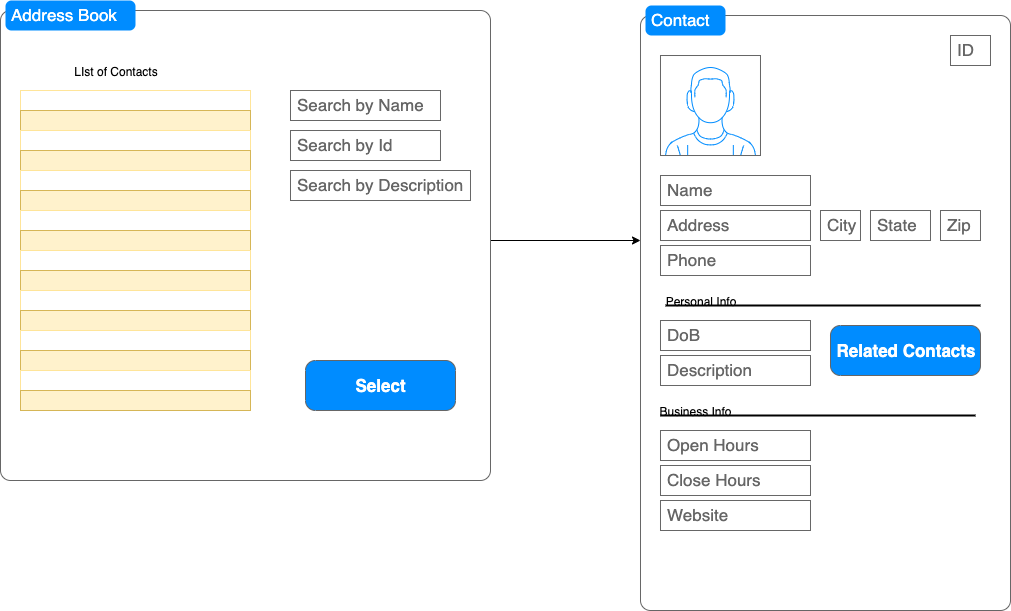 Address Book
LIst of Contacts
Search by Name
Search by Id
Search by Description
Select
Contact
ID
Name
Address City State Zip
Phone
Personal Info
DoB
Related Contacts
Description
Business Info
Open Hours
Close Hours
Website